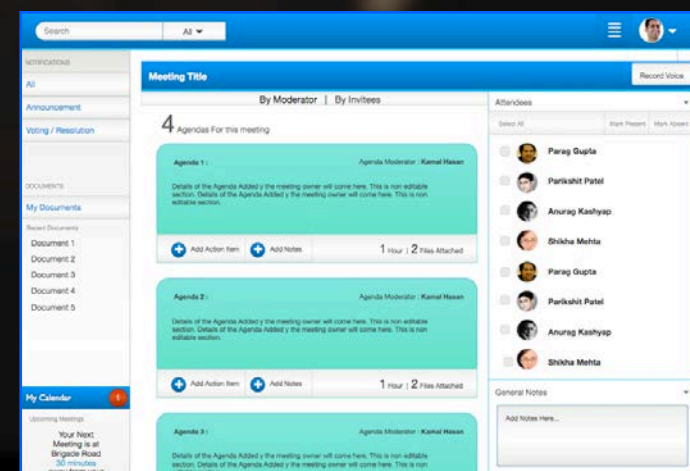 Search
All
NOTIFICATIONS
All
Announcement
Voting / Resolution
DOCUMENTS
My Documents
Recent Documents
Document 1
Document 2
Document 3
Document 4
Document 5
My Calendar
1
Upcoming Meetings
Your Next
Meeting is at
Brigade Road
30 minutes
Meeting Title
Record Voice
By Moderator | By Invitees
4 Agendas For this meeting
Agenda 1 :
Agenda Moderator : Kamal Hasan
Details of the Agenda Added y the meeting owner will come here. This is non editable
section. Details of the Agenda Added y the meeting owner will come here. This is non
editable section.
Add Action Item
Add Notes
1 Hour | 2 Files Attached
Agenda 2 :
Agenda Moderator : Kamal Hasan
Details of the Agenda Added y the meeting owner will come here. This is non editable
section. Details of the Agenda Added y the meeting owner will come here. This is non
editable section.
Add Action Item
Add Notes
1 Hour | 2 Files Attached
Agenda 3 :
Agenda Moderator : Kamal Hasan
Details of the Agenda Added y the meeting owner will come here. This is non editable
section. Details of the Agenda Added y the meeting owner will come here. This is non
Attendees
Select All
Mark Present
Mark Absent
Parag Gupta
Parikshit Patel
Anurag Kashyap
Shikha Mehta
Parag Gupta
Parikshit Patel
Anurag Kashyap
Shikha Mehta
General Notes
Add Notes Here...